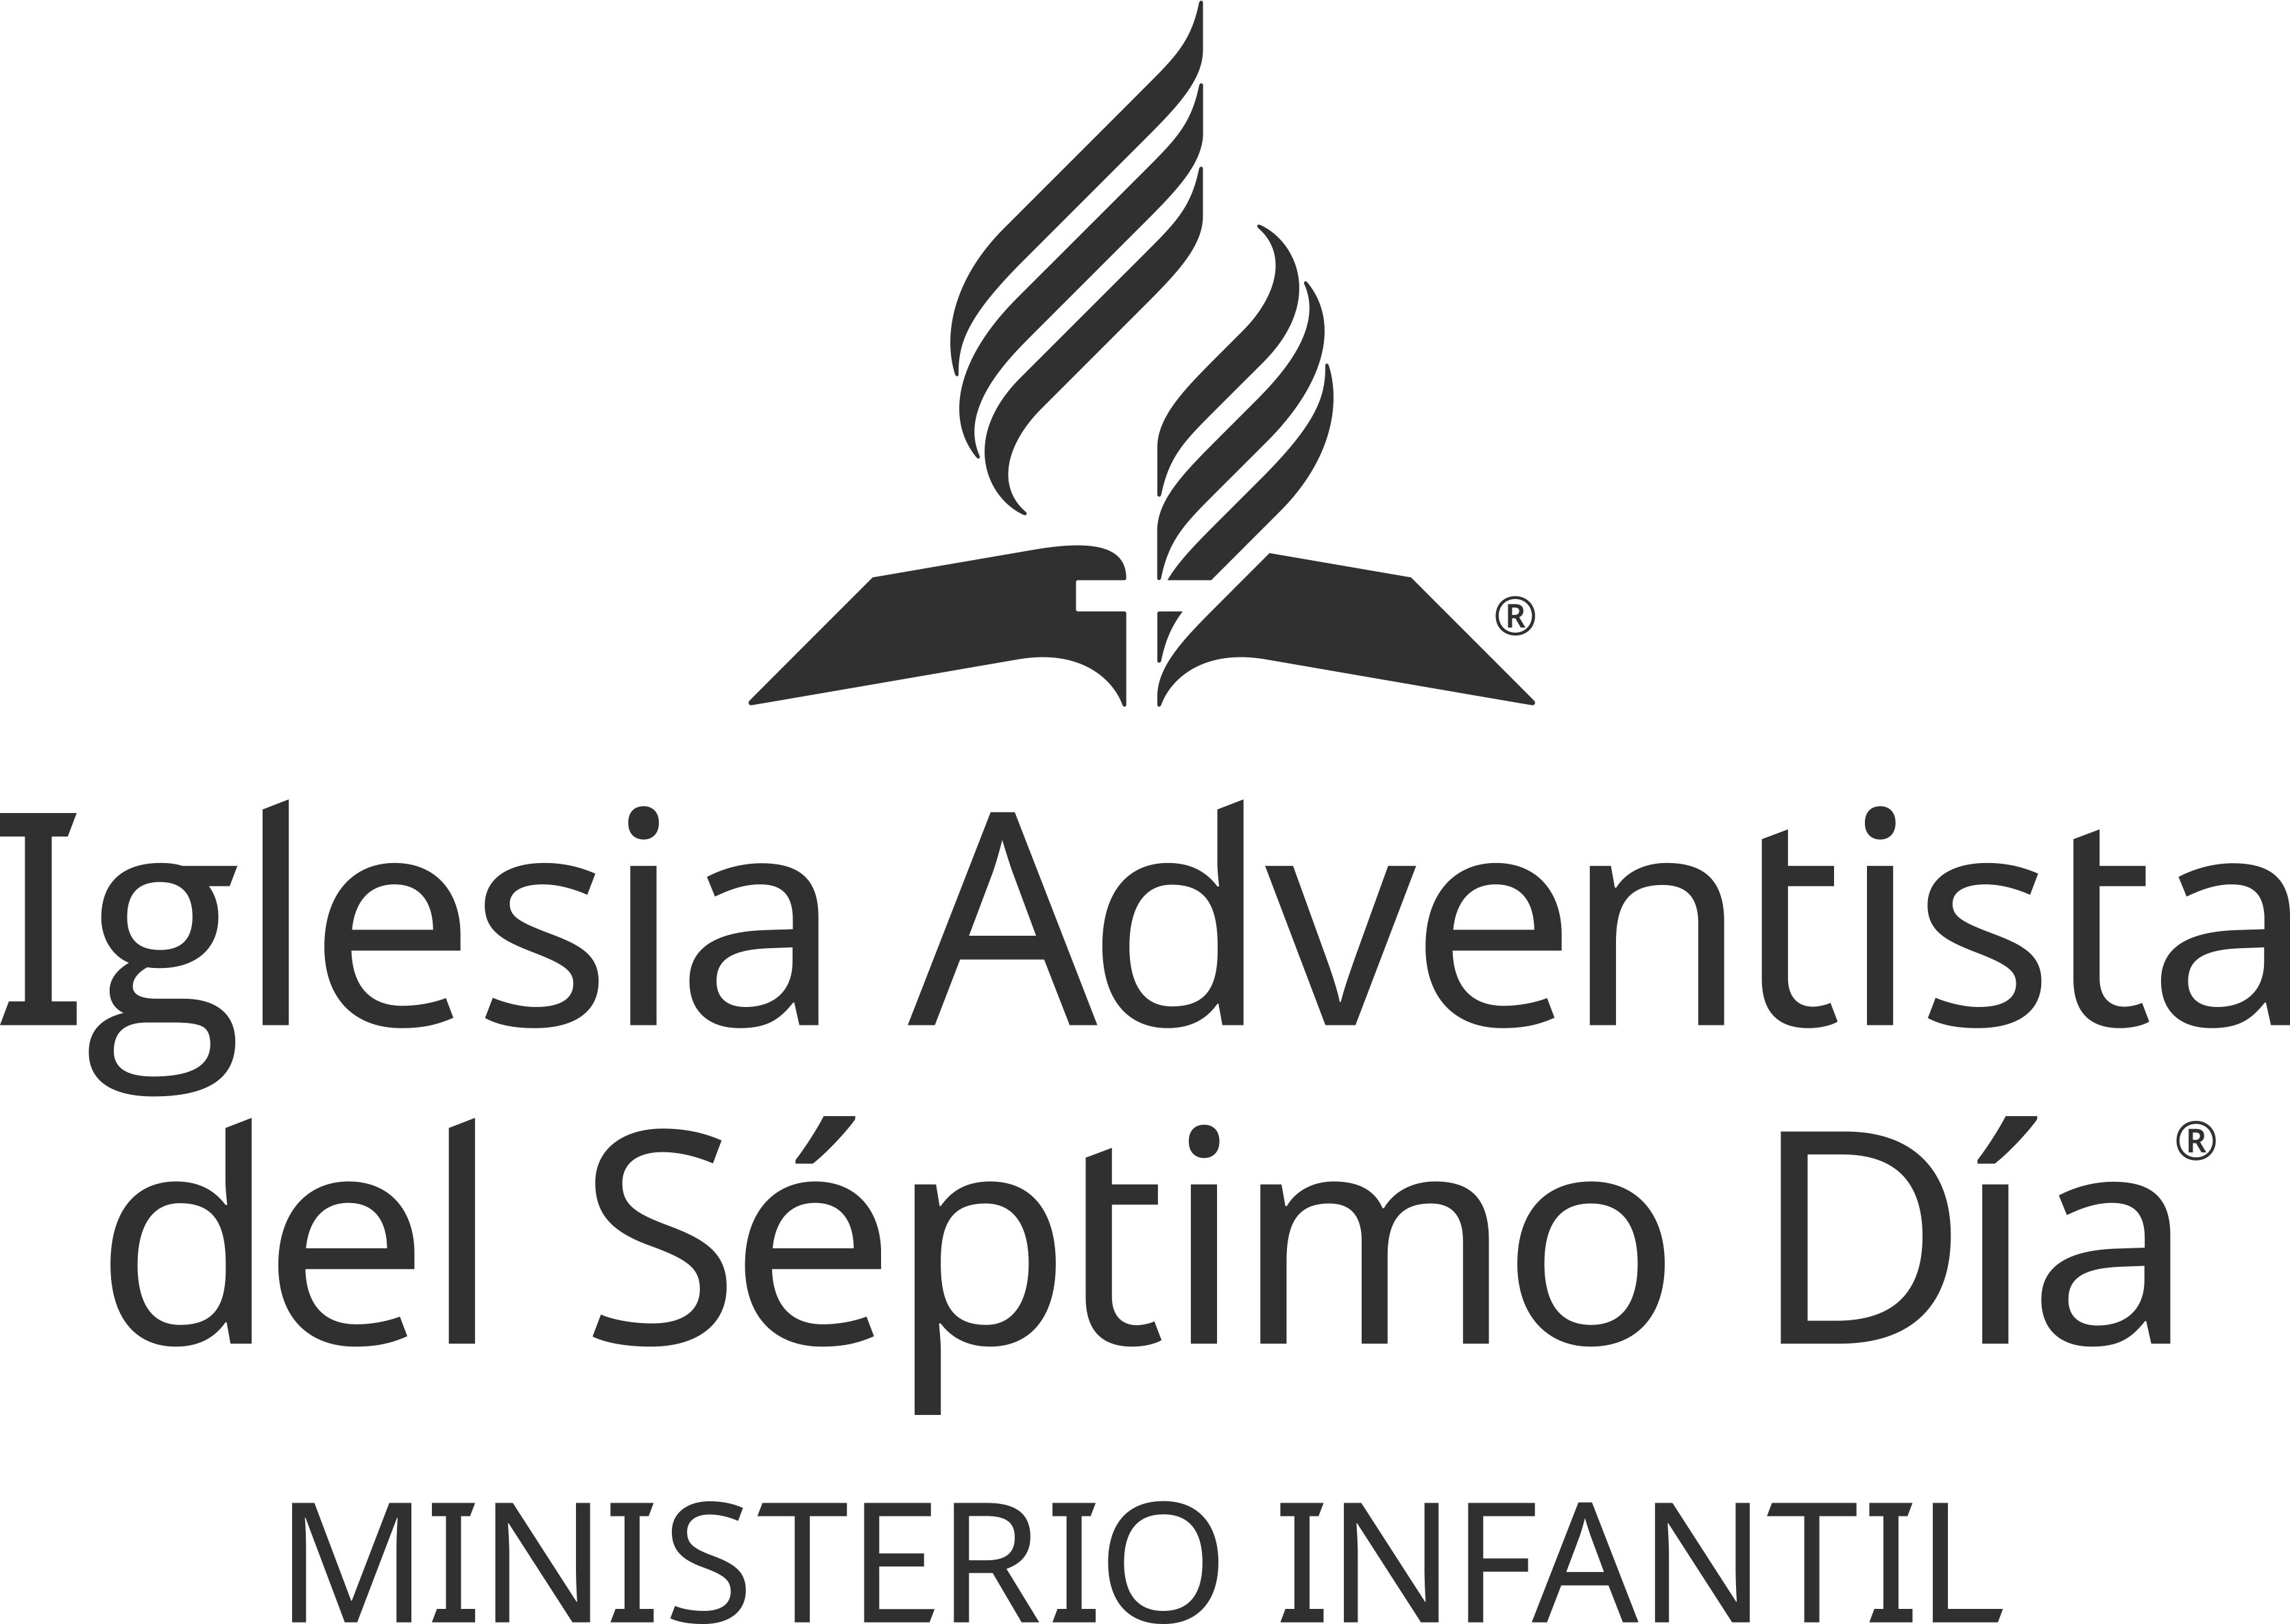 ®
Iglesia Adventista
del Séptimo Día®
MINISTERIO INFANTIL